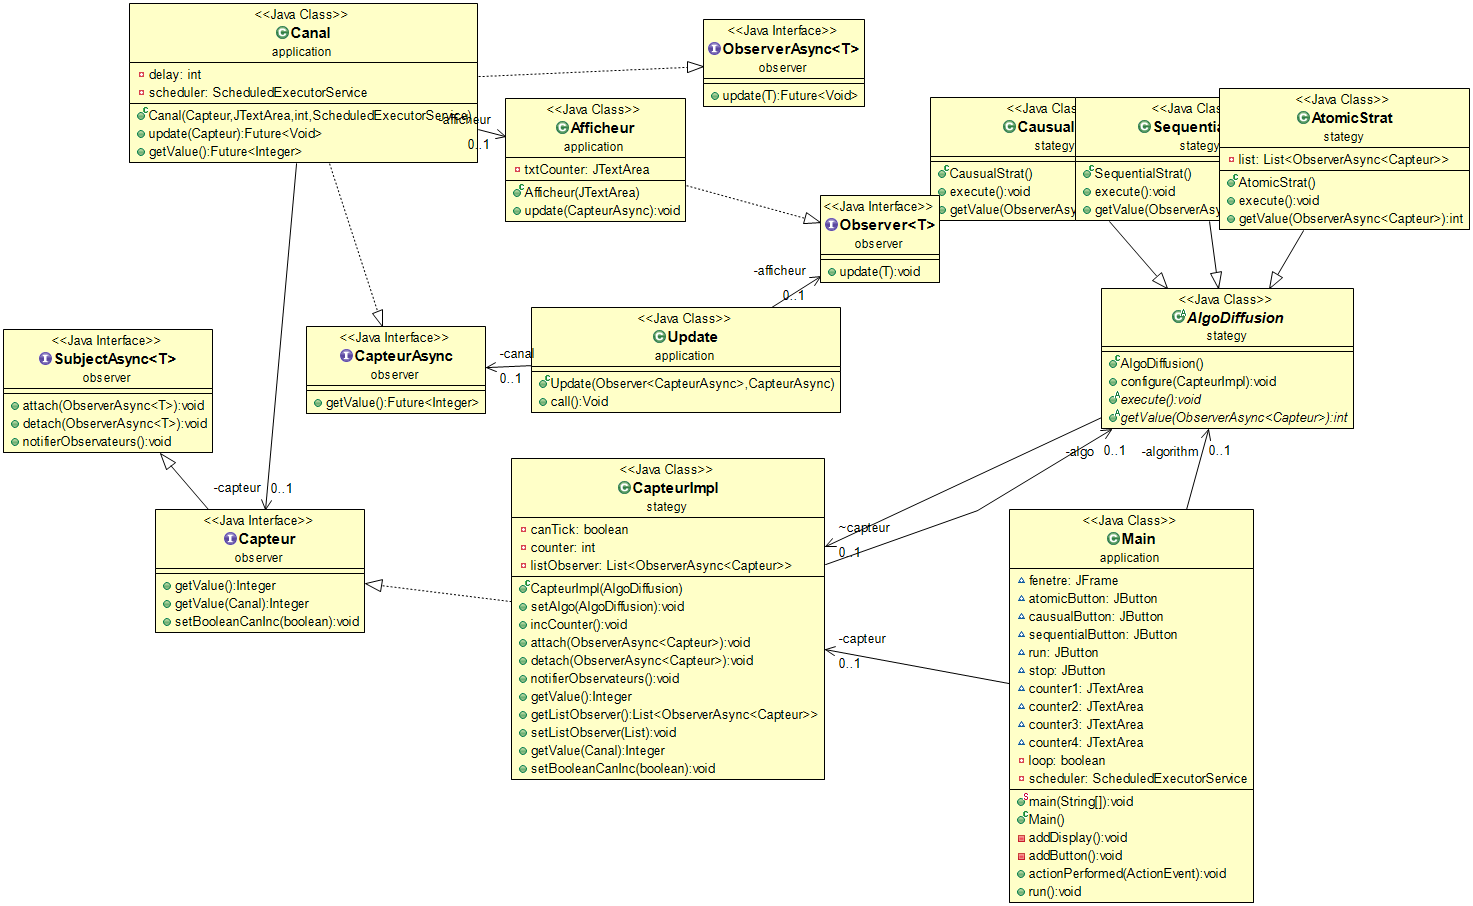 <<Java Class>>
Canal
application
delay: int
scheduler: ScheduledExecutorService
Canal(Capteur,JTextArea,int,ScheduledExecutorService)
update(Capteur):Future<Void>
getValue():Future<Integer>
<<Java Interface>>
ObserverAsync<T>
observer
update(T):Future<Void>
-afficheur
0..1
<<Java Class>>
Afficheur
application
txtCounter: JTextArea
Afficheur(JTextArea)
update(CapteurAsync):void
<<Java Interface>>
Observer<T>
observer
update(T):void
<<Java Clas
Causual
stategy
CausualStrat()
execute():void
getValue(ObserverAsy
<<Java Clas
Sequentia
stategy
SequentialStrat()
execute():void
getValue(ObserverAsy
<<Java Class>>
AtomicStrat
stategy
list: List<ObserverAsync<Capteur>>
AtomicStrat()
execute():void
getValue(ObserverAsync<Capteur>):int
-afficheur
0..1
<<Java Class>>
AlgoDiffusion
stategy
AlgoDiffusion()
configure(CapteurImpl):void
execute():void
getValue(ObserverAsync<Capteur>):int
<<Java Interface>>
SubjectAsync<T>
observer
attach(ObserverAsync<T>):void
detach(ObserverAsync<T>):void
notifierObservateurs():void
<<Java Interface>>
CapteurAsync
observer
getValue():Future<Integer>
-canal
0..1
<<Java Class>>
Update
application
Update(Observer<CapteurAsync>,CapteurAsync)
call():Void
-capteur 0..1
-algo 0..1
-algorithm 0..1
<<Java Interface>>
Capteur
observer
getValue():Integer
getValue(Canal):Integer
setBooleanCanInc(boolean):void
<<Java Class>>
CapteurImpl
stategy
canTick: boolean
counter: int
listObserver: List<ObserverAsync<Capteur>>
CapteurImpl(AlgoDiffusion)
setAlgo(AlgoDiffusion):void
incCounter():void
attach(ObserverAsync<Capteur>):void
detach(ObserverAsync<Capteur>):void
notifierObservateurs():void
getValue():Integer
getListObserver():List<ObserverAsync<Capteur>>
setListObserver(List):void
getValue(Canal):Integer
setBooleanCanInc(boolean):void
~capteur
0..1
-capteur
0..1
<<Java Class>>
Main
application
fenetre: JFrame
atomicButton: JButton
causualButton: JButton
sequentialButton: JButton
run: JButton
stop: JButton
counter1: JTextArea
counter2: JTextArea
counter3: JTextArea
counter4: JTextArea
loop: boolean
scheduler: ScheduledExecutorService
main(String[]):void
Main()
addDisplay():void
addButton():void
actionPerformed(ActionEvent):void
run():void